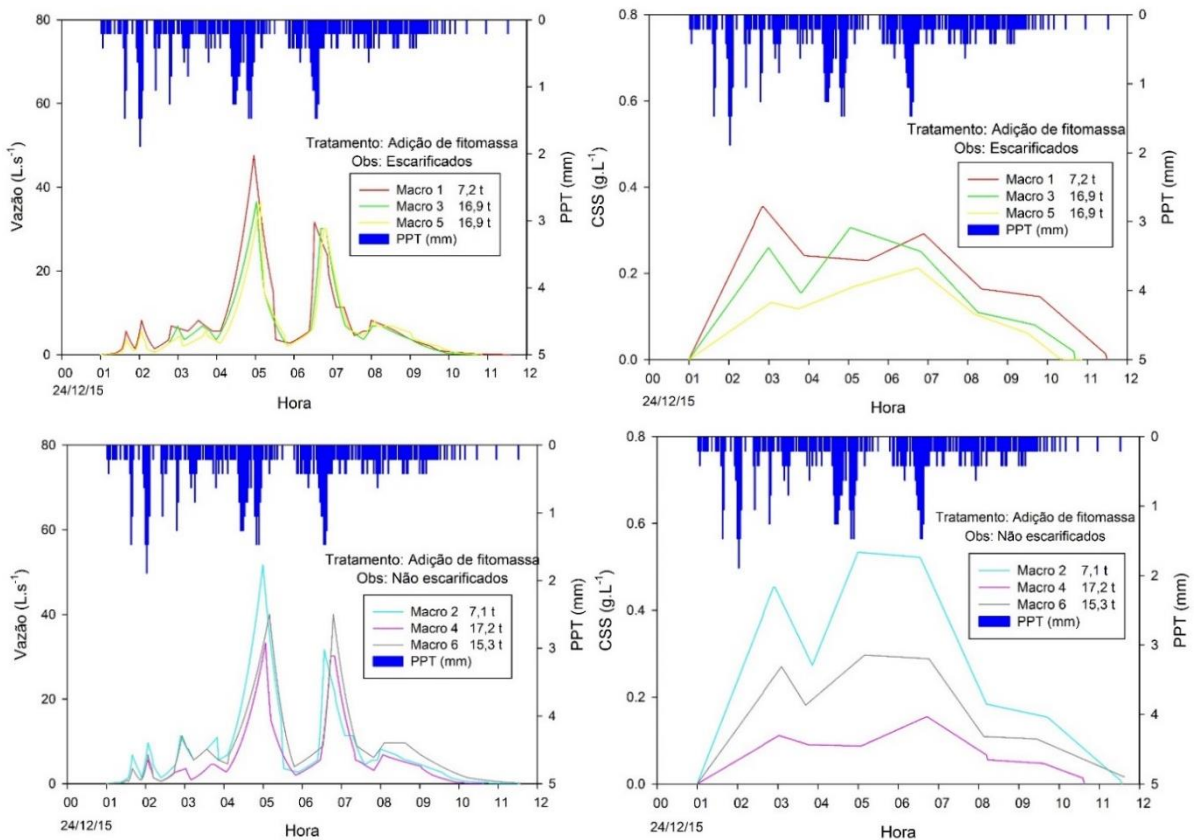 80
60
40
20
0
Vazão (L.s⁻¹)
0
1
2
3
4
5
PPT (mm)
Tratamento: Adição de fitomassa
Obs: Escarificados
Macro 1 7,2 t
Macro 3 16,9 t
Macro 5 16,9 t
PPT (mm)
00 01 02 03 04 05 06 07 08 09 10 11 12
24/12/15
Hora
0.8
0.6
0.4
0.2
0.0
CSS (g.L⁻¹)
0
1
2
3
4
5
PPT (mm)
Tratamento: Adição de fitomassa
Obs: Escarificados
Macro 1 7,2 t
Macro 3 16,9 t
Macro 5 16,9 t
PPT (mm)
00 01 02 03 04 05 06 07 08 09 10 11 12
24/12/15
Hora
80
60
40
20
0
Vazão (L.s⁻¹)
0
1
2
3
4
5
PPT (mm)
Tratamento: Adição de fitomassa
Obs: Não escarificados
Macro 2 7,1 t
Macro 4 17,2 t
Macro 6 15,3 t
PPT (mm)
00 01 02 03 04 05 06 07 08 09 10 11 12
24/12/15
Hora
0.8
0.6
0.4
0.2
0.0
CSS (g.L⁻¹)
0
1
2
3
4
5
PPT (mm)
Tratamento: Adição de fitomassa
Obs: Não escarificados
Macro 2 7,1 t
Macro 4 17,2 t
Macro 6 15,3 t
PPT (mm)
00 01 02 03 04 05 06 07 08 09 10 11 12
24/12/15
Hora